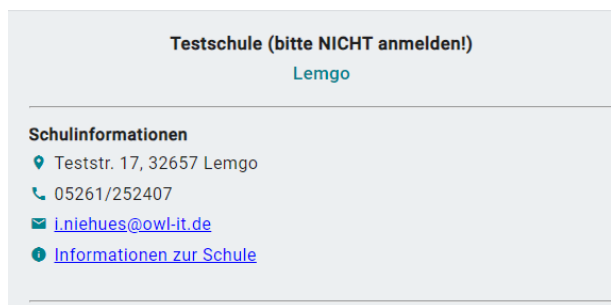 Testschule (bitte NICHT anmelden!)
Lemgo
Schulinformationen
Teststr. 17, 32657 Lemgo
05261/252407
i.niehues@owl-it.de
Informationen zur Schule